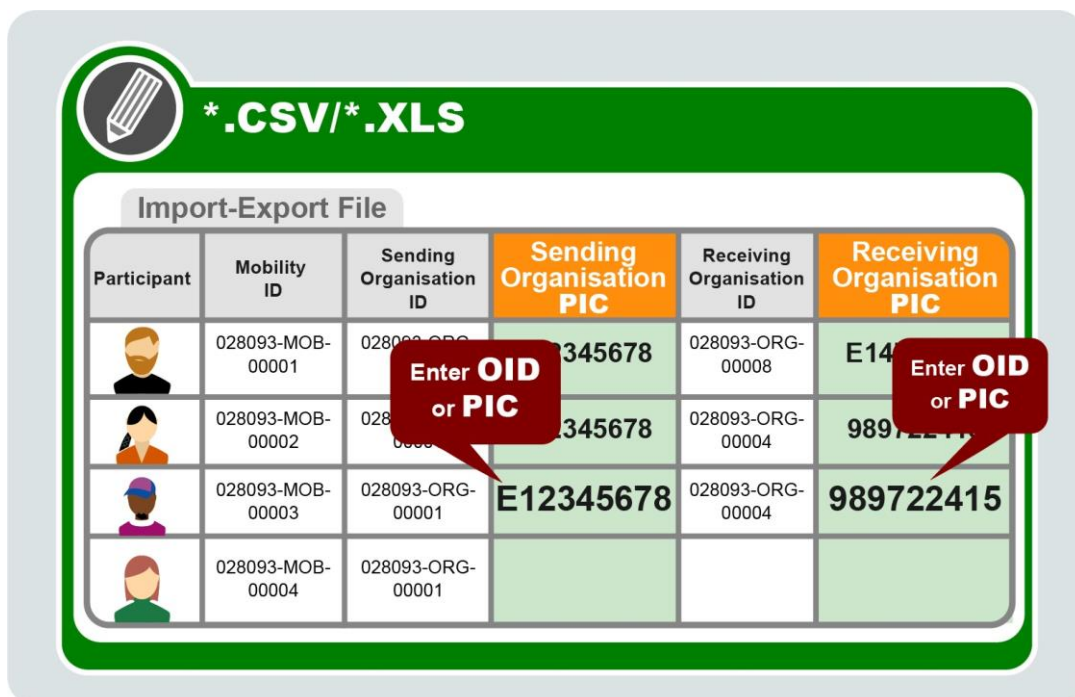 *.CSV/*.XLS
Import-Export File
Participant
Mobility
ID
Sending
Organisation
ID
Sending
Organisation
PIC
Receiving
Organisation
ID
Receiving
Organisation
PIC
028093-MOB-
00001
028093-ORG-
00008
028093-MOB-
00002
028093-ORG-
00004
028093-MOB-
00003
028093-ORG-
00001
E12345678
028093-ORG-
00004
989722415
028093-MOB-
00004
028093-ORG-
00001
Enter OID
or PIC
Enter OID
or PIC